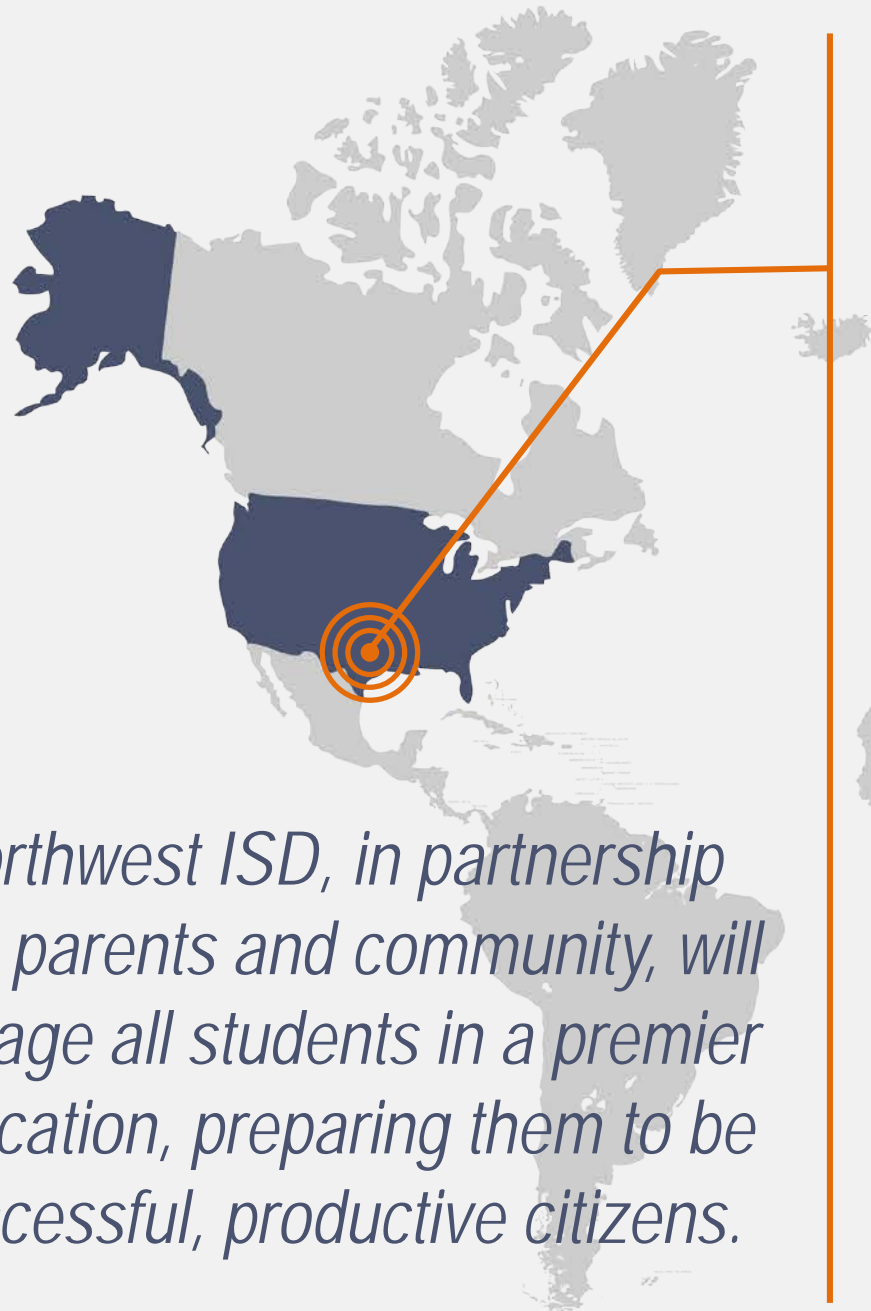 orthwest ISD, in partnership
parents and community, will
age all students in a premier
cation, preparing them to be
cessful, productive citizens.